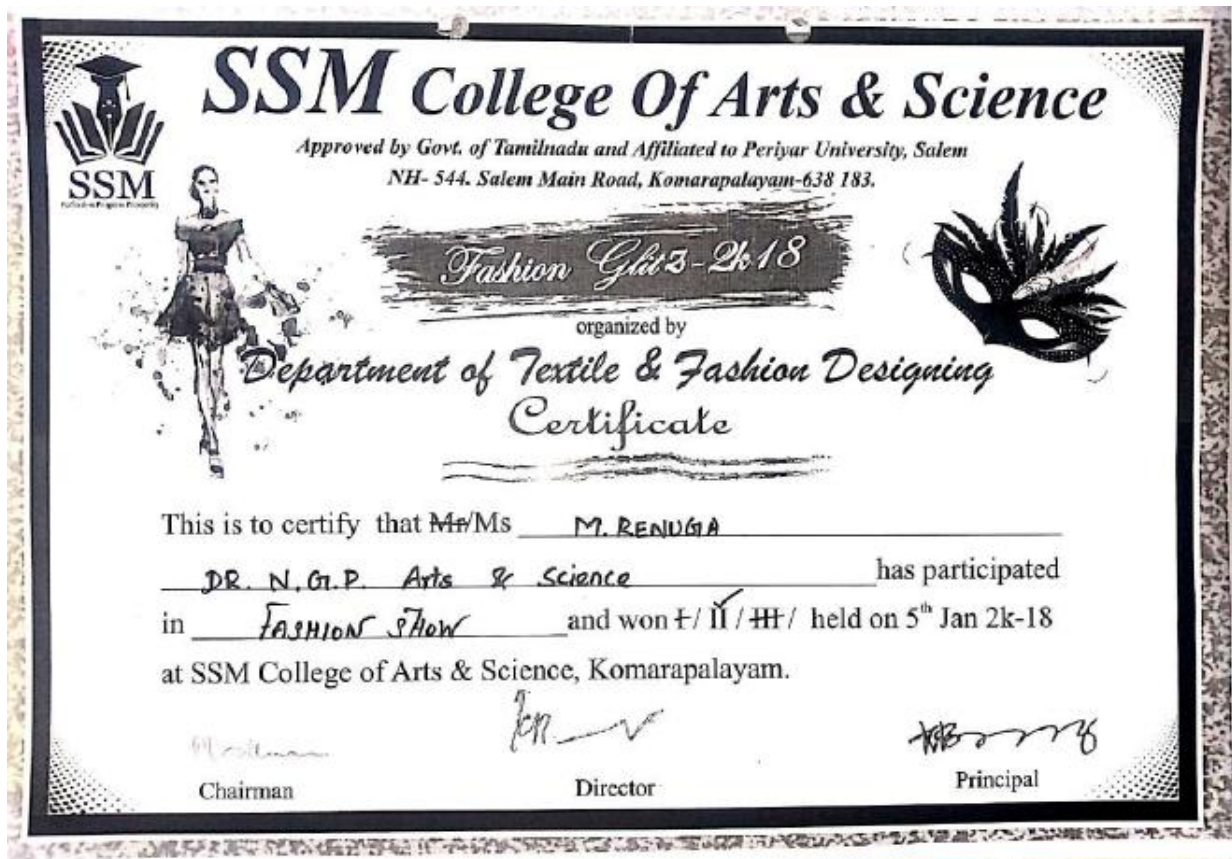 SSM College Of Arts & Science
Approved by Govt. of Tamilnadu and Affiliated to Periyar University, Salem
NH- 544. Salem Main Road, Komarapalayam-638 183.
SSM
Fashion Glitz-2k18
organized by
Department of Textile & Fashion Designing
Certificate
This is to certify that Mr/Ms M. RENUGA
DR. N.G.P. Arts & Science has participated
in FASHION SHOW and won I / II / III / held on 5th Jan 2k-18
at SSM College of Arts & Science, Komarapalayam.
Chairman Director Principal